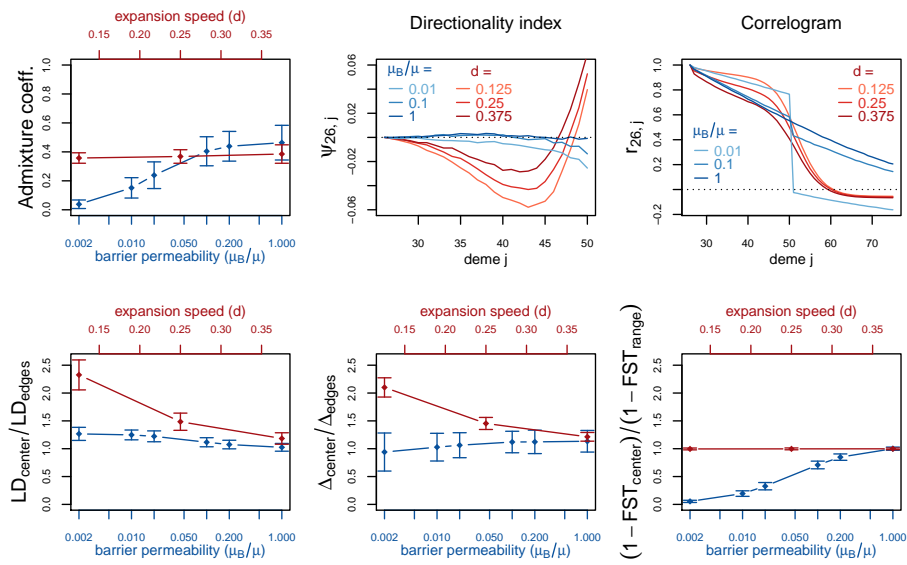 expansion speed (d)
0.15 0.20 0.25 0.30 0.35
Admixture coeff.
1.0
0.8
0.6
0.4
0.2
0.0
0.002 0.010 0.050 0.200 1.000
barrier permeability (μB/μ)
Directionality index
ψ26, j
0.06
0.02
-0.02
-0.06
μB/μ =
0.01
0.1
1
d =
0.125
0.25
0.375
30 35 40 45 50
deme j
Correlogram
r26, j
1.0
0.8
0.6
0.4
0.2
-0.2
d =
0.125
0.25
0.375
μB/μ =
0.01
0.1
1
30 40 50 60 70
deme j
expansion speed (d)
0.15 0.20 0.25 0.30 0.35
LDcenter/LDedges
2.5
2.0
1.5
1.0
0.5
0.0
0.002 0.010 0.050 0.200 1.000
barrier permeability (μB/μ)
expansion speed (d)
0.15 0.20 0.25 0.30 0.35
Δcenter/Δedges
2.5
2.0
1.5
1.0
0.5
0.0
0.002 0.010 0.050 0.200 1.000
barrier permeability (μB/μ)
expansion speed (d)
0.15 0.20 0.25 0.30 0.35
(1−FSTcenter)/(1−FSTrange)
2.5
2.0
1.5
1.0
0.5
0.0
0.002 0.010 0.050 0.200 1.000
barrier permeability (μB/μ)